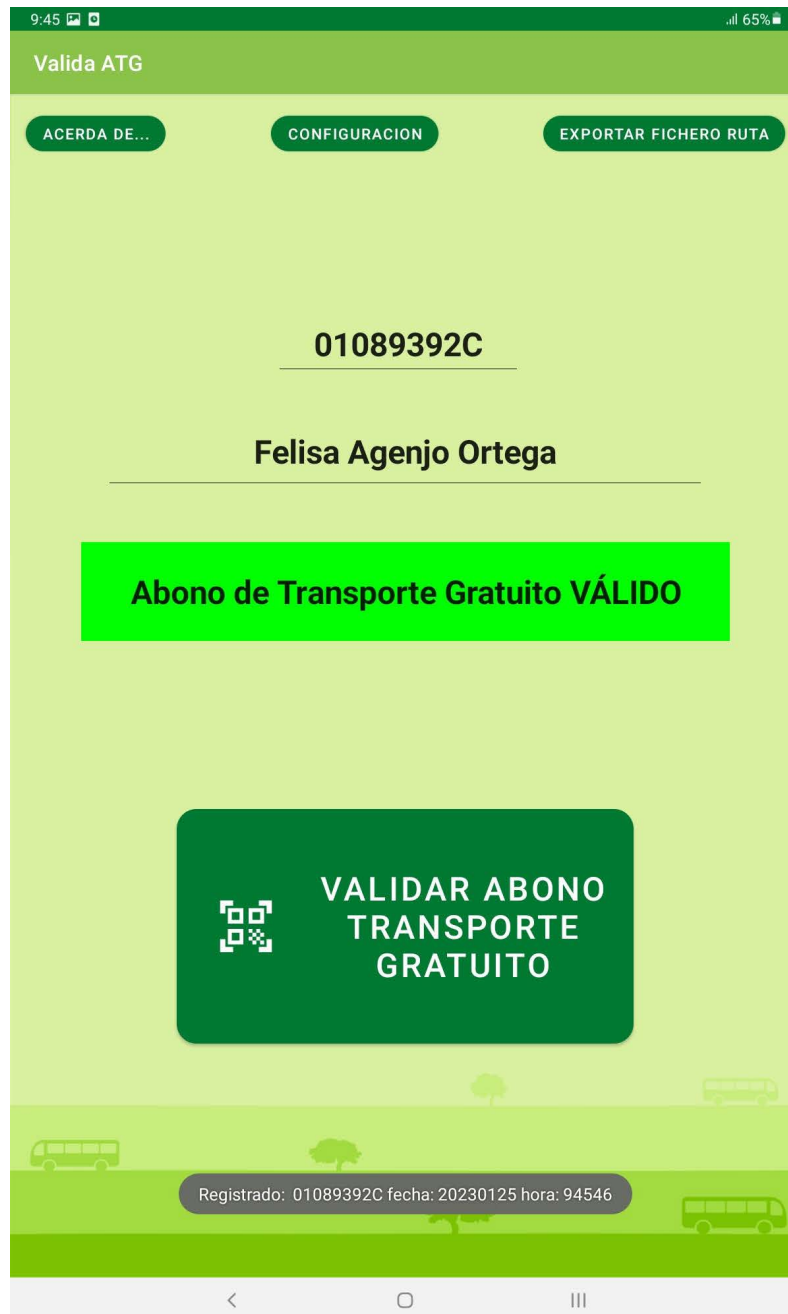 9:45 .ıll 65%
Valida ATG
ACERDA DE... CONFIGURACION EXPORTAR FICHERO RUTA
01089392C
Felisa Agenjo Ortega
Abono de Transporte Gratuito VÁLIDO
VALIDAR ABONO
TRANSPORTE
GRATUITO
Registrado: 01089392C fecha: 20230125 hora: 94546